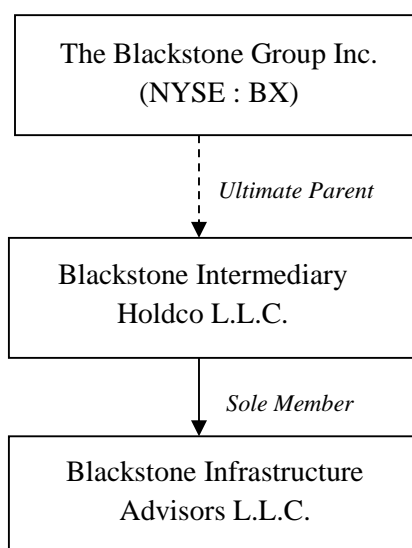 The Blackstone Group Inc.
(NYSE : BX)
Ultimate Parent
Blackstone Intermediary
Holdco L.L.C.
Sole Member
Blackstone Infrastructure
Advisors L.L.C.